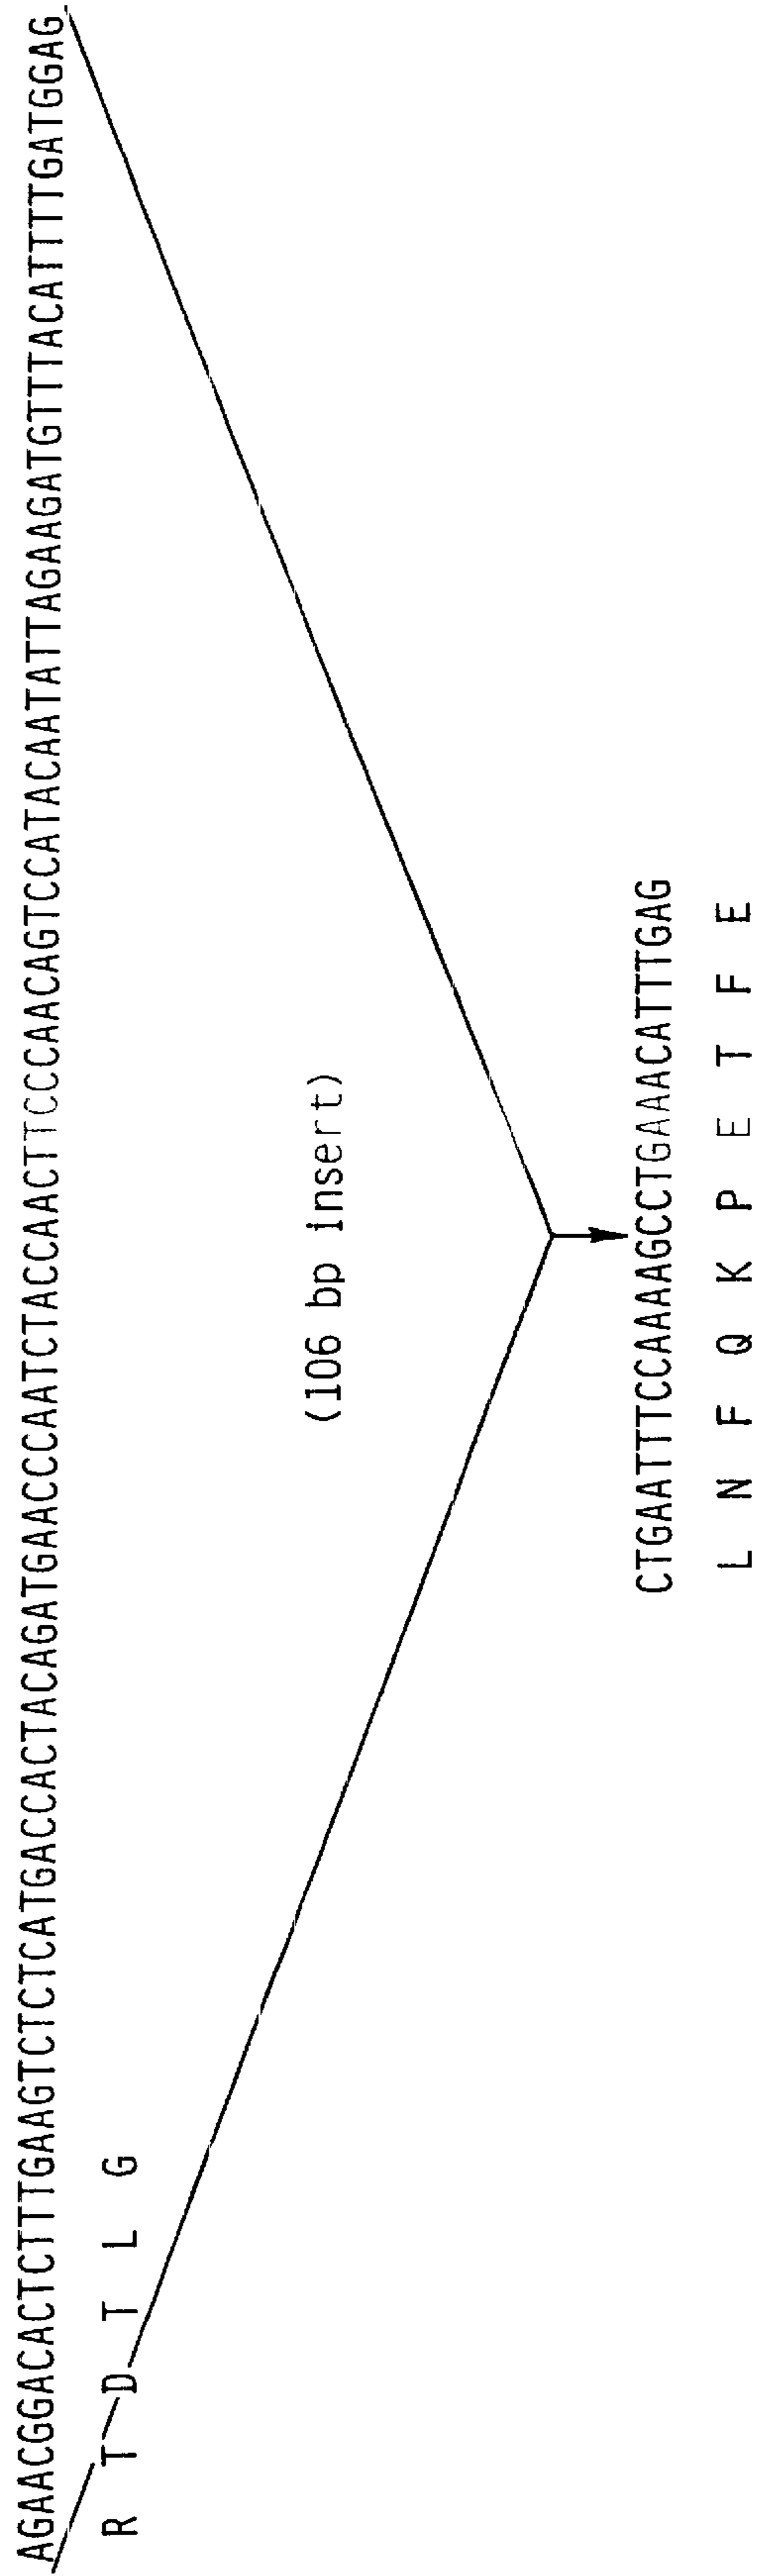 AGAACGGACACTCTTTGAAGTCTCTCATGACCACTACAGATGAACCCAATCTACCAACTTCCCAACAGTCCATACAATATTAGAAGATGTTTACATTTTGATGGAG
R T D T L G
(106 bp insert)
CTGAATTTCCAAAAGCCTGAAACATTTGAG
L N F Q K P E T F E